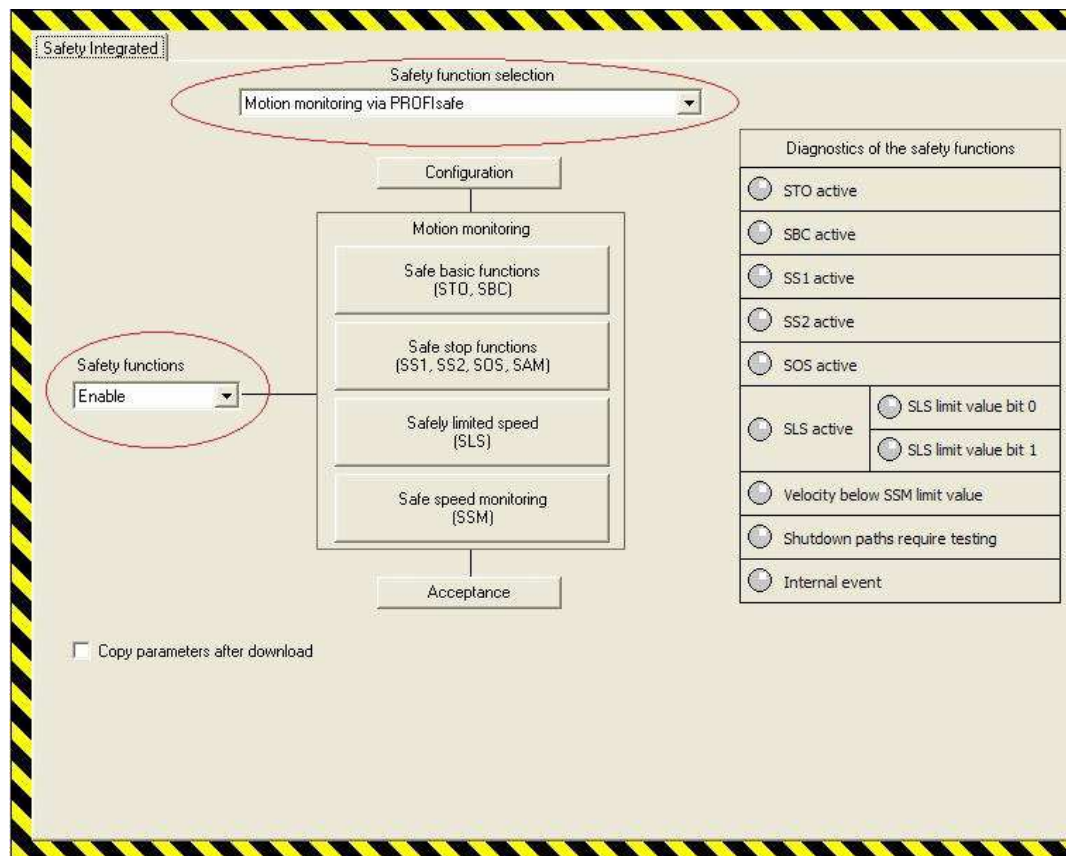 Safety Integrated
Safety function selection
Motion monitoring via PROFIsafe
Configuration
Motion monitoring
Safe basic functions
(STO, SBC)
Safe stop functions
(SS1, SS2, SOS, SAM)
Safely limited speed
(SLS)
Safe speed monitoring
(SSM)
Acceptance
Safety functions
Enable
Copy parameters after download
Diagnostics of the safety functions
STO active
SBC active
SS1 active
SS2 active
SOS active
SLS active
SLS limit value bit 0
SLS limit value bit 1
Velocity below SSM limit value
Shutdown paths require testing
Internal event